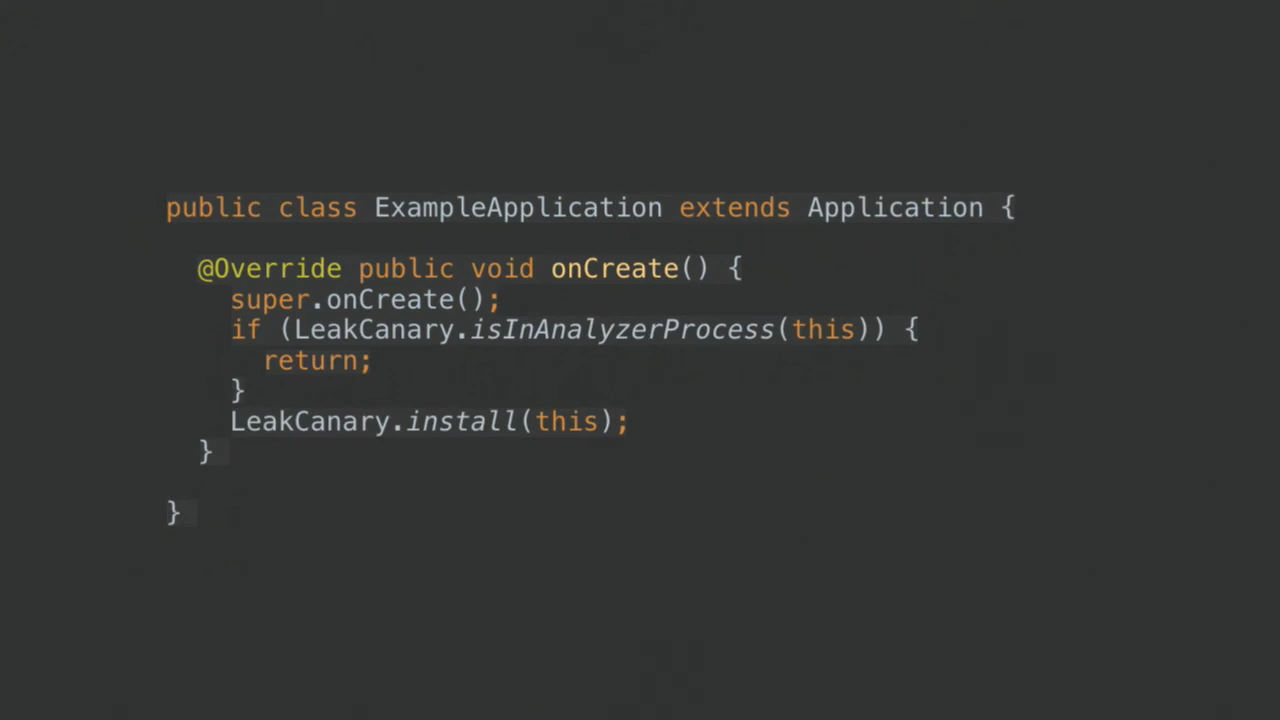 public class ExampleApplication extends Application {
@Override public void onCreate() {
super.onCreate();
if (LeakCanary.isInAnalyzerProcess(this)) {
return;
}
LeakCanary.install(this);
}
}